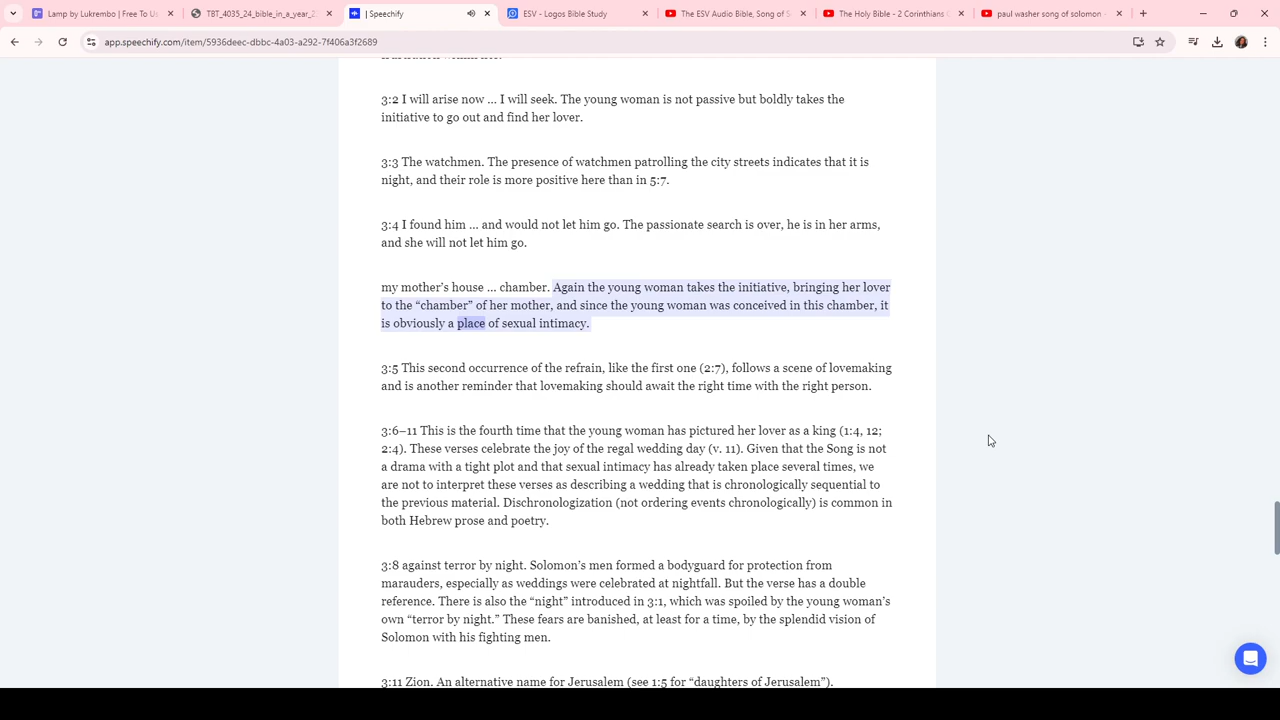 Lamp by Lukrembo | Free To Us
TBT_4035_24_bible_in_a_year_2
| Speechify
ESV - Logos Bible Study
The ESV Audio Bible, Song of S
The Holy Bible - 2 Corinthians C
paul washer song of solomon -
app.speechify.com/item/5936deec-dbbc-4a03-a292-7f406a3f2689
3:2 I will arise now … I will seek. The young woman is not passive but boldly takes the
initiative to go out and find her lover.
3:3 The watchmen. The presence of watchmen patrolling the city streets indicates that it is
night, and their role is more positive here than in 5:7.
3:4 I found him … and would not let him go. The passionate search is over, he is in her arms,
and she will not let him go.
my mother’s house … chamber. Again the young woman takes the initiative, bringing her lover
to the “chamber” of her mother, and since the young woman was conceived in this chamber, it
is obviously a place of sexual intimacy.
3:5 This second occurrence of the refrain, like the first one (2:7), follows a scene of lovemaking
and is another reminder that lovemaking should await the right time with the right person.
3:6–11 This is the fourth time that the young woman has pictured her lover as a king (1:4, 12;
2:4). These verses celebrate the joy of the regal wedding day (v. 11). Given that the Song is not
a drama with a tight plot and that sexual intimacy has already taken place several times, we
are not to interpret these verses as describing a wedding that is chronologically sequential to
the previous material. Dischronologization (not ordering events chronologically) is common in
both Hebrew prose and poetry.
3:8 against terror by night. Solomon’s men formed a bodyguard for protection from
marauders, especially as weddings were celebrated at nightfall. But the verse has a double
reference. There is also the “night” introduced in 3:1, which was spoiled by the young woman’s
own “terror by night.” These fears are banished, at least for a time, by the splendid vision of
Solomon with his fighting men.
3:11 Zion. An alternative name for Jerusalem (see 1:5 for “daughters of Jerusalem”).